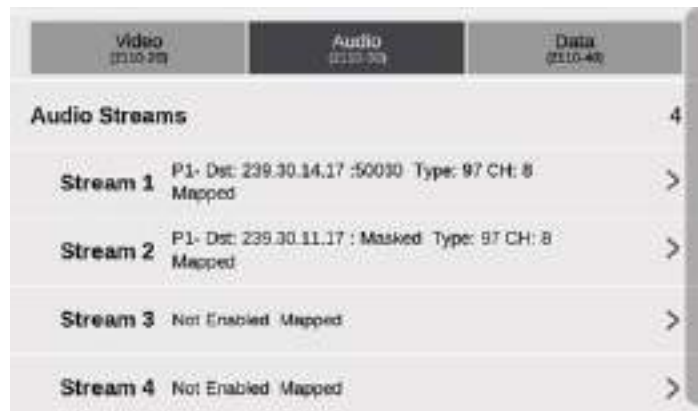 Video
(2110-20)
Audio
(2110-30)
Data
(2110-40)
Audio Streams
4
Stream 1
P1- Dst: 239.30.14.17 :50030 Type: 97 CH: 8
Mapped
Stream 2
P1- Dst: 239.30.11.17 : Masked Type: 97 CH: 8
Mapped
Stream 3 Not Enabled Mapped
Stream 4 Not Enabled Mapped